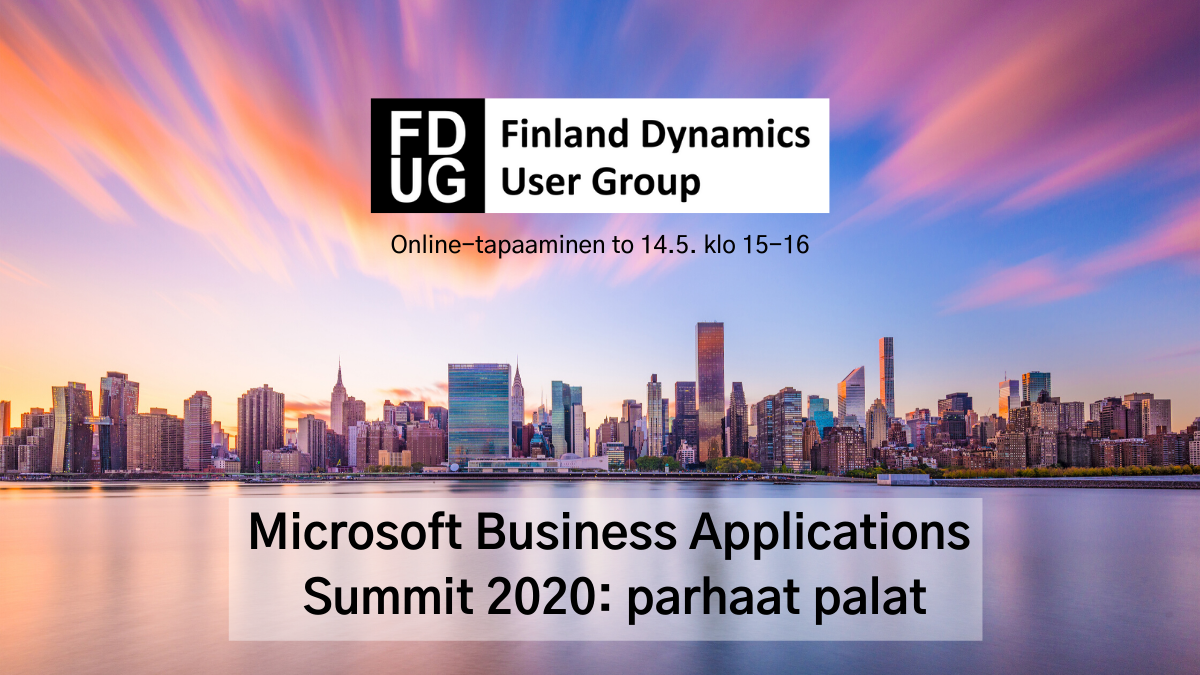 FD
UG
Finland Dynamics
User Group
Online-tapaaminen to 14.5. klo 15-16
Microsoft Business Applications
Summit 2020: parhaat palat